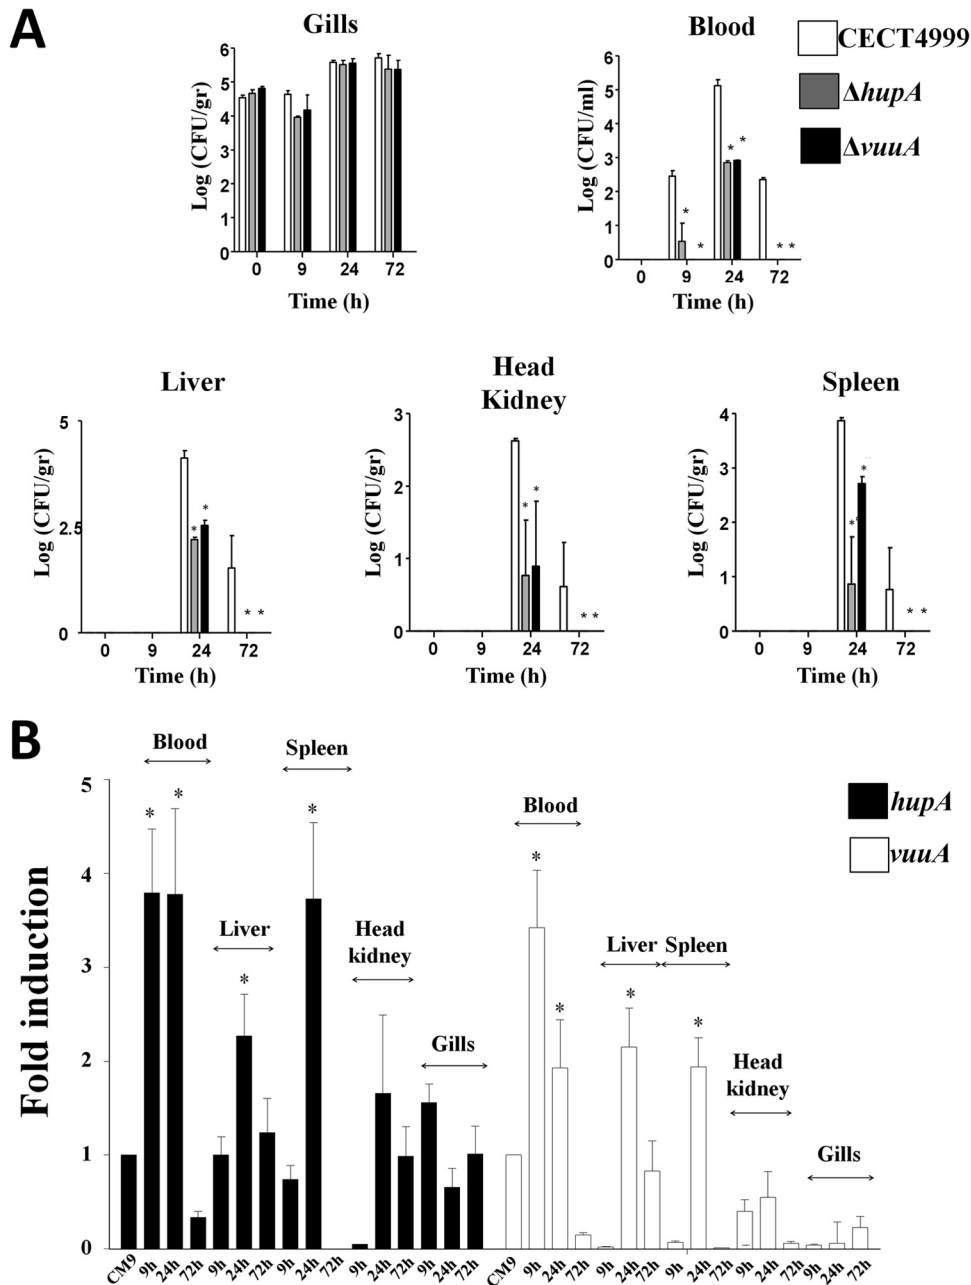 A
Gills
Log (CFU/gr)
6
5
4
3
2
1
0
0 9 24 72
Time (h)
Blood
Log (CFU/ml)
6
5
4
3
2
1
0
* * * * * *
0 9 24 72
Time (h)
CECT4999
ΔhupA
ΔvuuA
Liver
Log (CFU/gr)
5
2.5
0
* * * *
0 9 24 72
Time (h)
Head
Kidney
Log (CFU/gr)
3
2
1
0
* * * *
0 9 24 72
Time (h)
Spleen
Log (CFU/gr)
4
3
2
1
0
* * * *
0 9 24 72
Time (h)
B
Fold induction
5
4
3
2
1
0
Blood
* *
Liver
*
Spleen
*
Head
kidney
Gills
Blood
* *
Liver
*
Spleen
*
Head
kidney
Gills
hupA
vuuA
CM9 9h 24h 72h 9h 24h 72h 9h 24h 72h 9h 24h 72h 9h 24h 72h CM9 9h 24h 72h 9h 24h 72h 9h 24h 72h 9h 24h 72h 9h 24h 72h